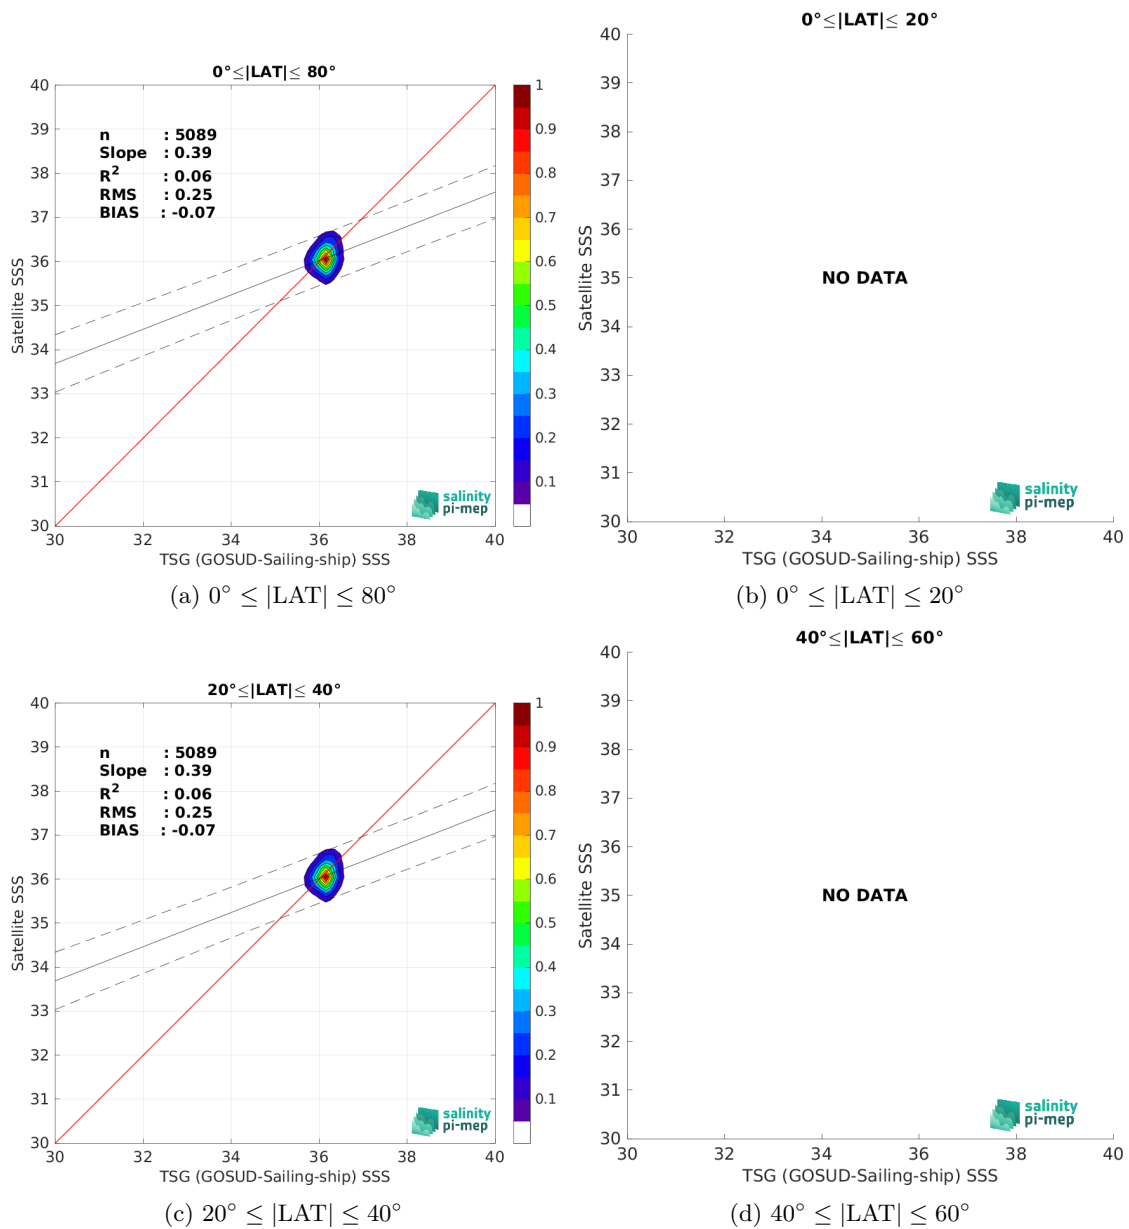 0°≤|LAT|≤ 80°
40
39
38
37
36
35
34
33
32
31
30
Satellite SSS
n : 5089
Slope : 0.39
R² : 0.06
RMS : 0.25
BIAS : -0.07
1
0.9
0.8
0.7
0.6
0.5
0.4
0.3
0.2
0.1
salinity
pi-mep
30 32 34 36 38 40
TSG (GOSUD-Sailing-ship) SSS
(a) 0° ≤ |LAT| ≤ 80°
0°≤|LAT|≤ 20°
40
39
38
37
36
35
34
33
32
31
30
Satellite SSS
NO DATA
salinity
pi-mep
30 32 34 36 38 40
TSG (GOSUD-Sailing-ship) SSS
(b) 0° ≤ |LAT| ≤ 20°
20°≤|LAT|≤ 40°
40
39
38
37
36
35
34
33
32
31
30
Satellite SSS
n : 5089
Slope : 0.39
R² : 0.06
RMS : 0.25
BIAS : -0.07
1
0.9
0.8
0.7
0.6
0.5
0.4
0.3
0.2
0.1
salinity
pi-mep
30 32 34 36 38 40
TSG (GOSUD-Sailing-ship) SSS
(c) 20° ≤ |LAT| ≤ 40°
40°≤|LAT|≤ 60°
40
39
38
37
36
35
34
33
32
31
30
Satellite SSS
NO DATA
salinity
pi-mep
30 32 34 36 38 40
TSG (GOSUD-Sailing-ship) SSS
(d) 40° ≤ |LAT| ≤ 60°